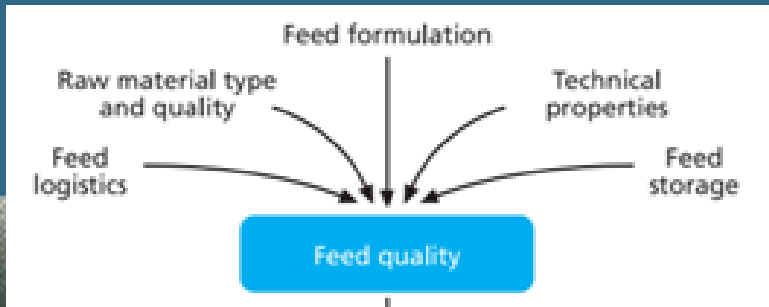 Feed formulation
Raw material type
and quality
Technical
properties
Feed
logistics
Feed
storage
Feed quality